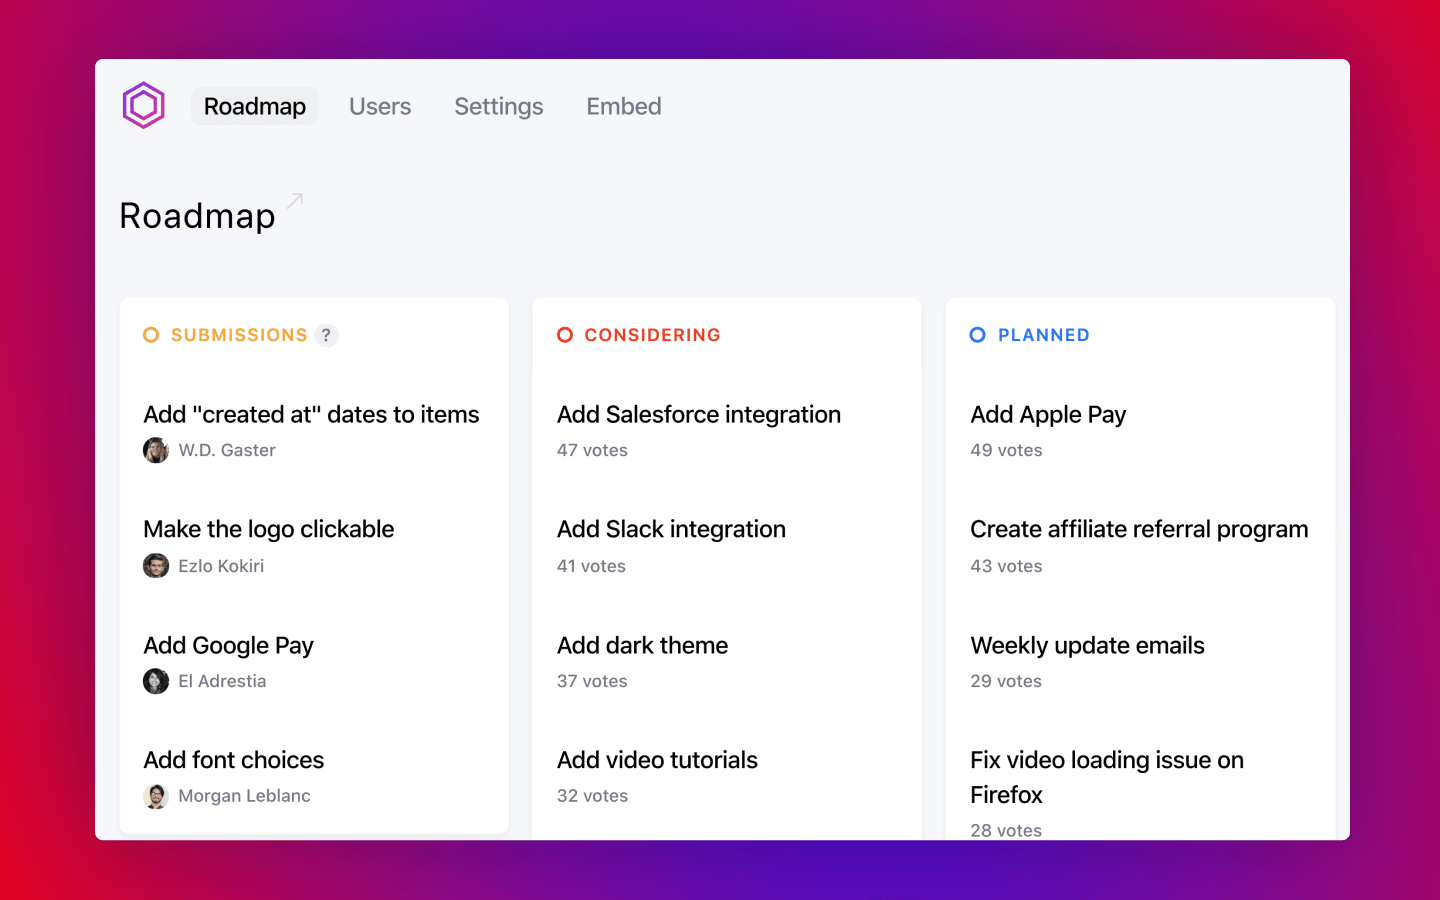 Roadmap
Users
Settings
Embed
Roadmap
SUBMISSIONS ?
Add "created at" dates to items
W.D. Gaster
Make the logo clickable
Ezlo Kokiri
Add Google Pay
El Adrestia
Add font choices
Morgan Leblanc
CONSIDERING
Add Salesforce integration
47 votes
Add Slack integration
41 votes
Add dark theme
37 votes
Add video tutorials
32 votes
PLANNED
Add Apple Pay
49 votes
Create affiliate referral program
43 votes
Weekly update emails
29 votes
Fix video loading issue on
Firefox
28 votes